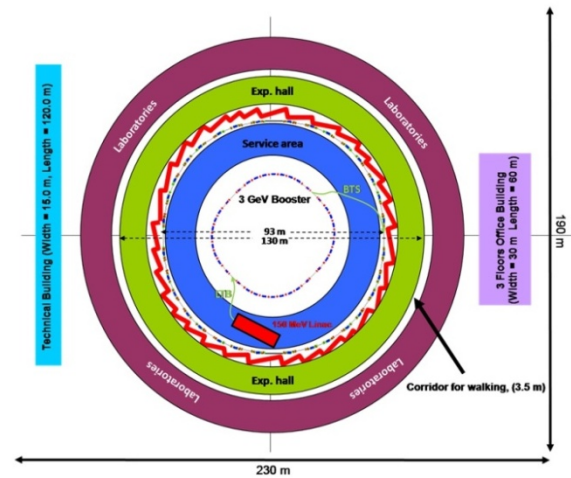 Laboratories
Exp. hall
Laboratories
Service area
3 GeV Booster
BTS
93 m
130 m
LTB
150 MeV Linac
Laboratories
Exp. hall
Laboratories
Technical Building (Width = 15.0 m, Length = 120.0 m)
3 Floors Office Building
(Width = 30 m Length = 60 m)
190 m
Corridor for walking, (3.5 m)
230 m